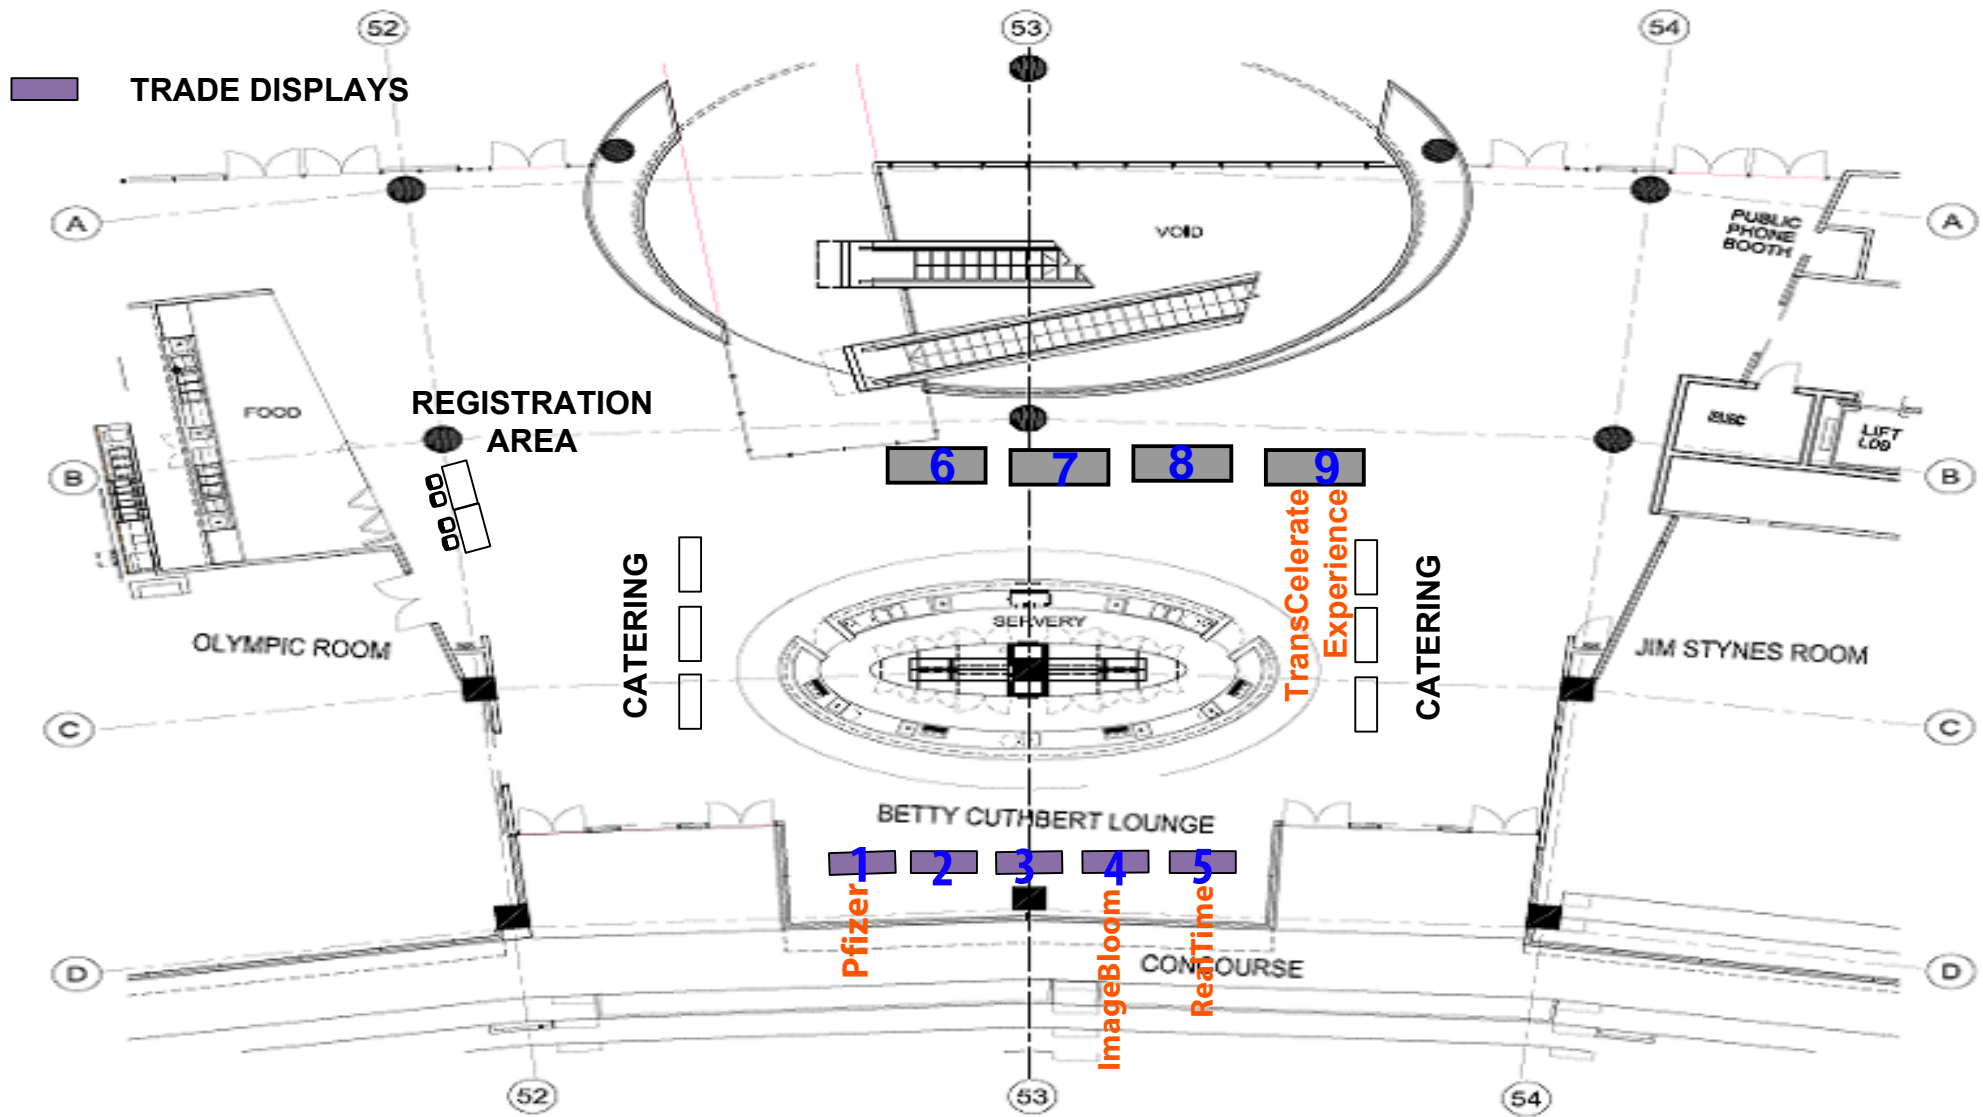 52
53
54
TRADE DISPLAYS
A
A
PUBLIC
PHONE
BOOTH
VOID
REGISTRATION
AREA
FOOD
LIFT
B
6
7
8
9
B
TransCelerate
Experience
CATERING
CATERING
SERVERY
OLYMPIC ROOM
JIM STYNES ROOM
C
C
BETTY CUTHBERT LOUNGE
1
2
3
4
5
Pfizer
ImageBloom
RealTime
CONCOURSE
D
D
52
53
54